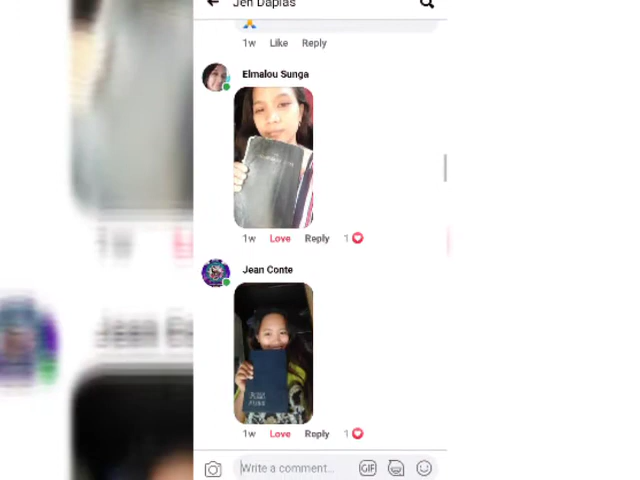 Jen Dapias
1w Like Reply
Elmalou Sunga
1w Love Reply 1
Jean Conte
1w Love Reply 1
Write a comment...
GIF